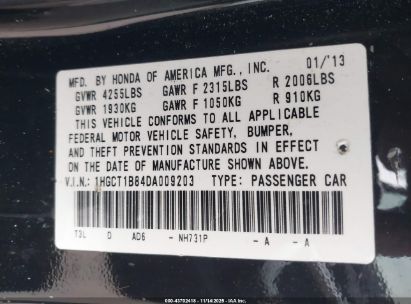 MFD. BY HONDA OF AMERICA MFG., INC. 01/'13
GVWR 4255LBS GAWR F 2315LBS R 2006LBS
GVWR 1930KG GAWR F 1050KG R 910KG
THIS VEHICLE CONFORMS TO ALL APPLICABLE
FEDERAL MOTOR VEHICLE SAFETY, BUMPER,
AND THEFT PREVENTION STANDARDS IN EFFECT
ON THE DATE OF MANUFACTURE SHOWN ABOVE.
V.I.N.: 1HGCT1B84DA009203 TYPE: PASSENGER CAR
T3L D AD6 - NH731P - A - A